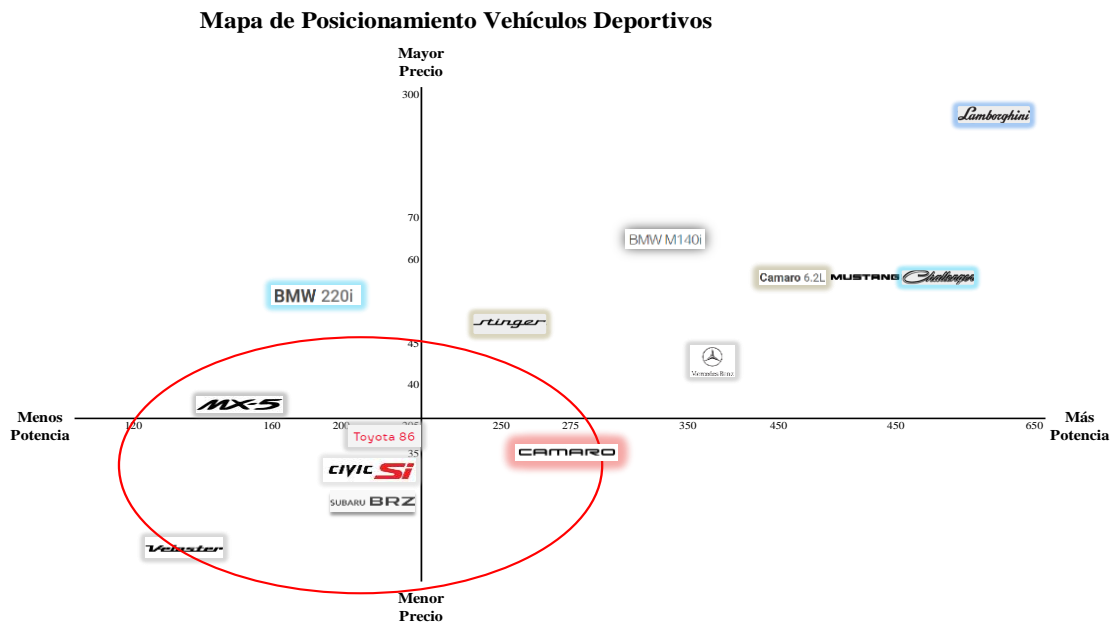 Mapa de Posicionamiento Vehículos Deportivos
Mayor
Precio
300
Lamborghini
70
BMW M140i
60
Camaro 6.2L MUSTANG Challenger
BMW 220i
stinger
45
Mercedes-Benz
40
MX-5
Menos
Potencia
120 160 200 205 250 275 350 450 450 650
Más
Potencia
Toyota 86
35
CAMARO
CIVIC Si
SUBARU BRZ
Veloster
Menor
Precio